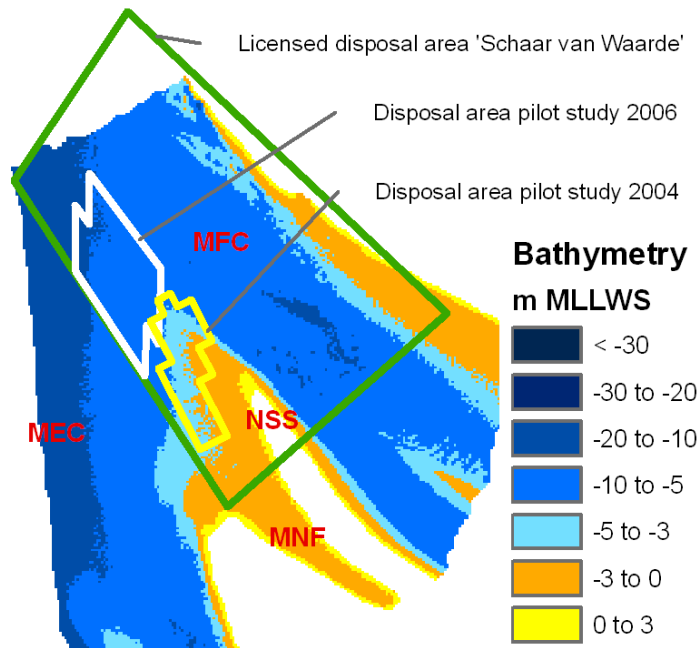 Licensed disposal area 'Schaar van Waarde'
Disposal area pilot study 2006
Disposal area pilot study 2004
MFC
MEC
NSS
MNF
Bathymetry
m MLLWS
< -30
-30 to -20
-20 to -10
-10 to -5
-5 to -3
-3 to 0
0 to 3